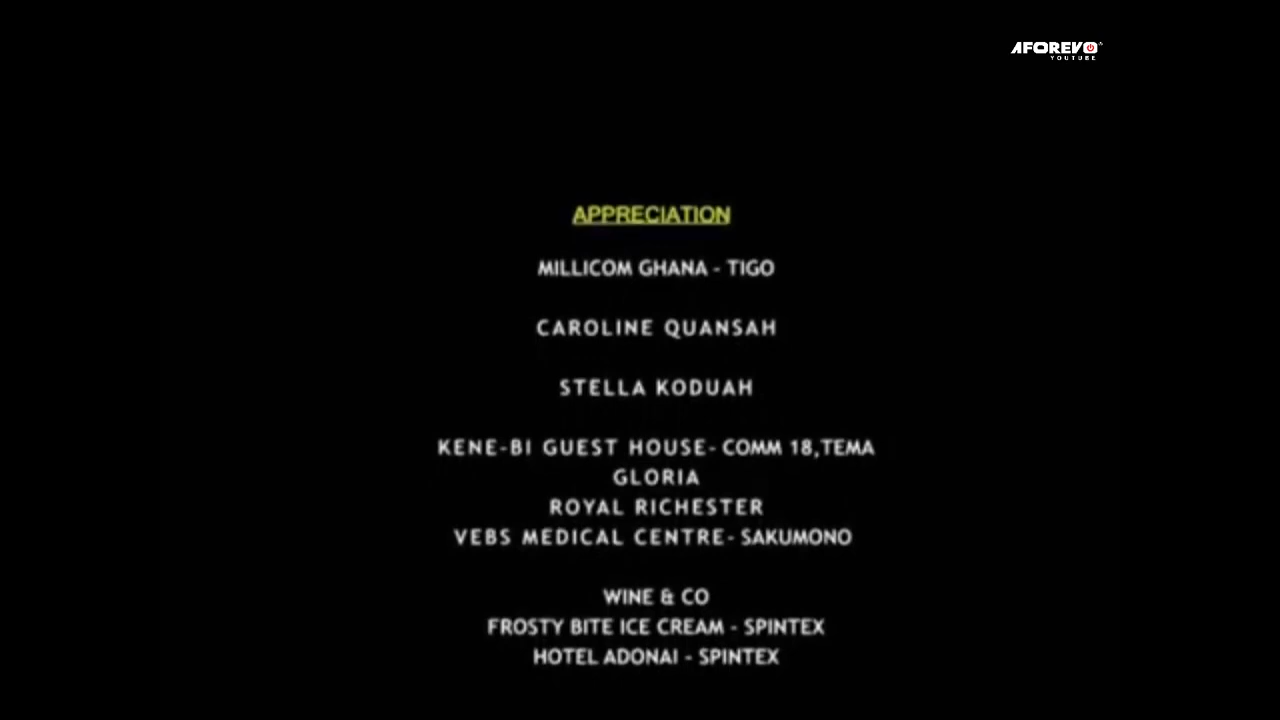 AFOREVO
YOUTUBE
APPRECIATION
MILLICOM GHANA - TIGO
CAROLINE QUANSAH
STELLA KODUAH
KENE-BI GUEST HOUSE- COMM 18,TEMA
GLORIA
ROYAL RICHESTER
VEBS MEDICAL CENTRE- SAKUMONO
WINE & CO
FROSTY BITE ICE CREAM - SPINTEX
HOTEL ADONAI - SPINTEX